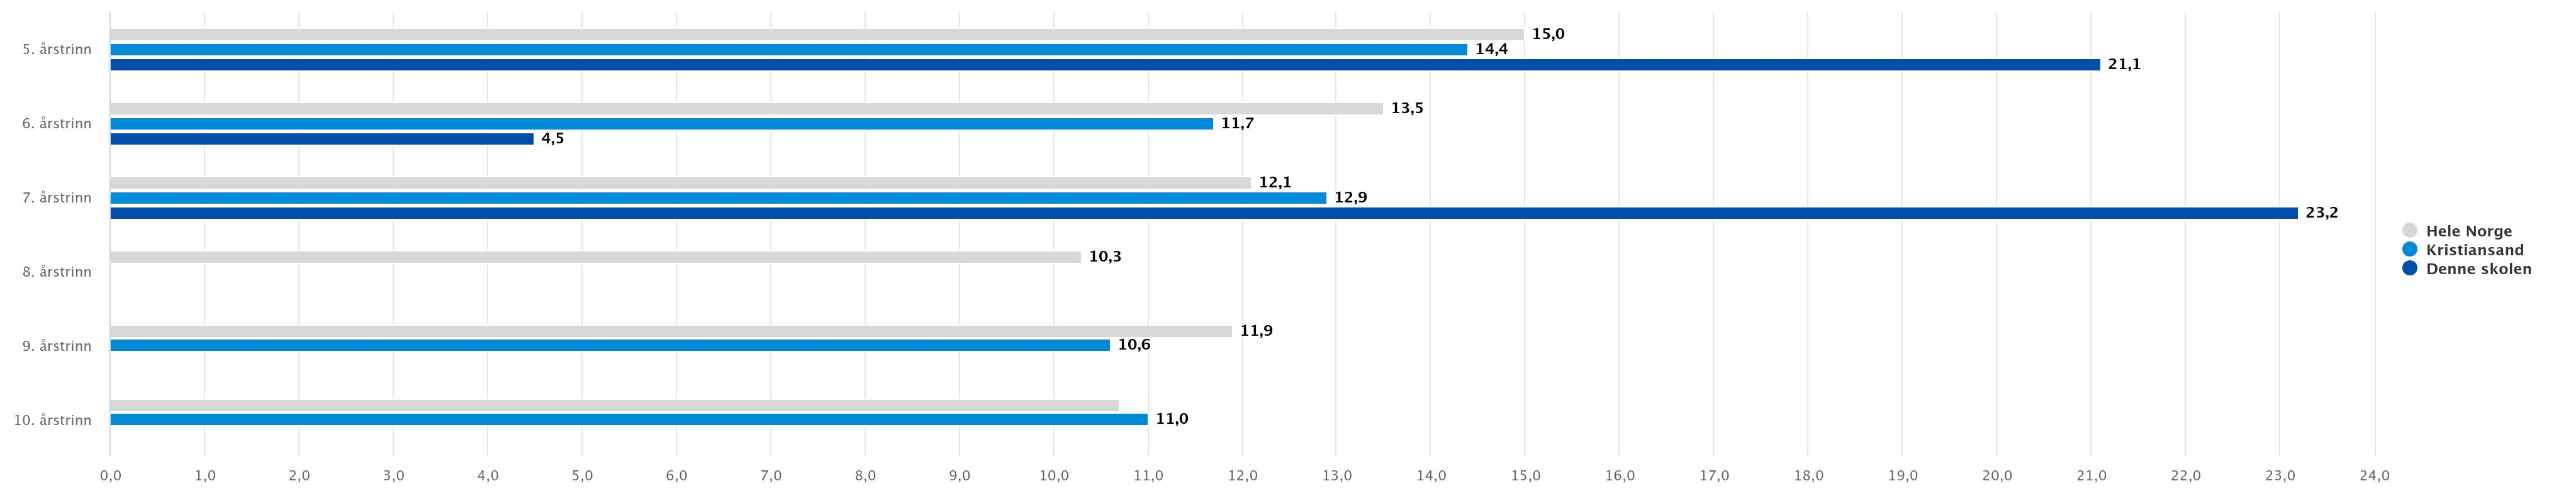 5. årstrinn
15,0
14,4
21,1
6. årstrinn
13,5
11,7
4,5
7. årstrinn
12,1
12,9
23,2
8. årstrinn
10,3
9. årstrinn
11,9
10,6
10. årstrinn
11,0
0,0 1,0 2,0 3,0 4,0 5,0 6,0 7,0 8,0 9,0 10,0 11,0 12,0 13,0 14,0 15,0 16,0 17,0 18,0 19,0 20,0 21,0 22,0 23,0 24,0
Hele Norge
Kristiansand
Denne skolen